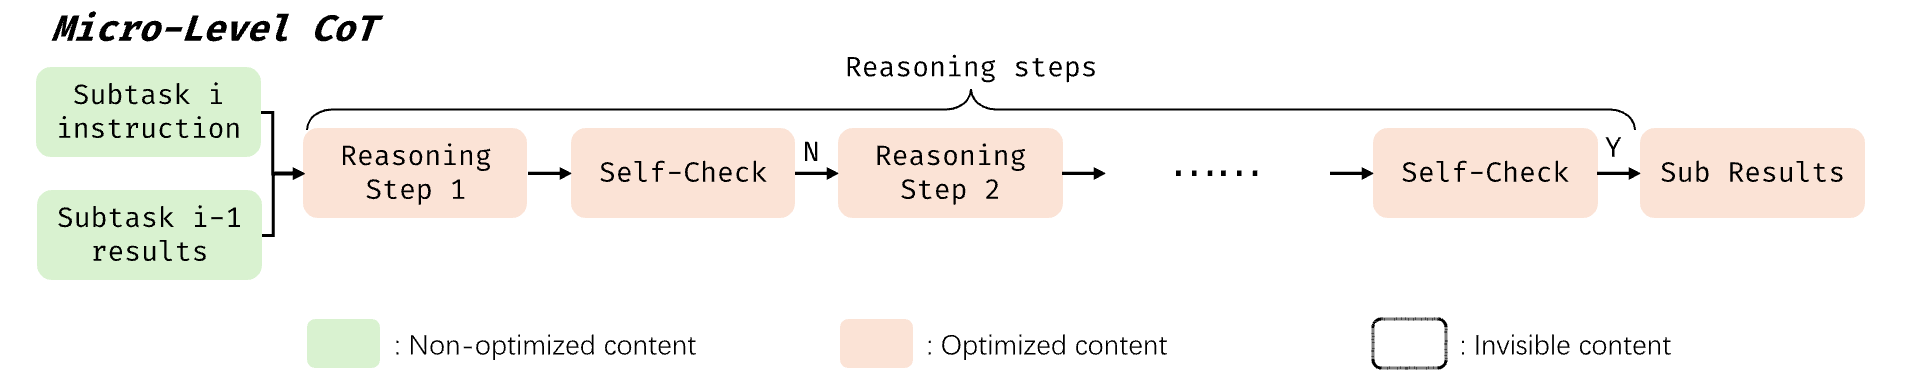 Micro-Level CoT
Reasoning steps
Subtask i
instruction
Subtask i-1
results
Reasoning
Step 1
Self-Check
N
Reasoning
Step 2
......
Self-Check
Y
Sub Results
: Non-optimized content
: Optimized content
: Invisible content